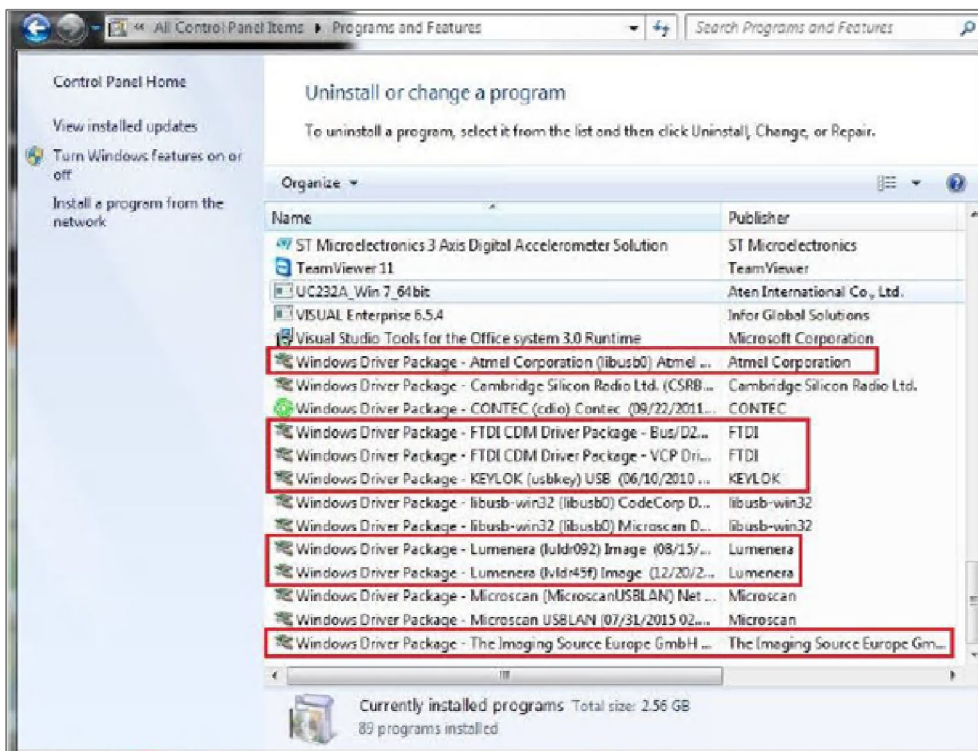 « All Control Panel Items ▸ Programs and Features
Search Programs and Features
Control Panel Home
View installed updates
Turn Windows features on or
off
Install a program from the
network
Uninstall or change a program
To uninstall a program, select it from the list and then click Uninstall, Change, or Repair.
Organize
Name Publisher
ST Microelectronics 3 Axis Digital Accelerometer Solution ST Microelectronics
TeamViewer 11 TeamViewer
UC232A_Win 7_64bit Aten International Co., Ltd.
VISUAL Enterprise 6.5.4 Infor Global Solutions
Visual Studio Tools for the Office system 3.0 Runtime Microsoft Corporation
Windows Driver Package - Atmel Corporation (libusb0) Atmel ... Atmel Corporation
Windows Driver Package - Cambridge Silicon Radio Ltd. (CSRB... Cambridge Silicon Radio Ltd.
Windows Driver Package - CONTEC (cdio) Contec (09/22/2011... CONTEC
Windows Driver Package - FTDI CDM Driver Package - Bus/D2... FTDI
Windows Driver Package - FTDI CDM Driver Package - VCP Dri... FTDI
Windows Driver Package - KEYLOK (usbkey) USB (06/10/2010 ... KEYLOK
Windows Driver Package - libusb-win32 (libusb0) CodeCorp D... libusb-win32
Windows Driver Package - libusb-win32 (libusb0) Microscan D... libusb-win32
Windows Driver Package - Lumenera (luldr092) Image (08/15/... Lumenera
Windows Driver Package - Lumenera (lvldr45f) Image (12/20/2... Lumenera
Windows Driver Package - Microscan (MicroscanUSBLAN) Net ... Microscan
Windows Driver Package - Microscan USBLAN (07/31/2015 02.... Microscan
Windows Driver Package - The Imaging Source Europe GmbH ... The Imaging Source Europe Gm...
Currently installed programs Total size: 2.56 GB
89 programs installed